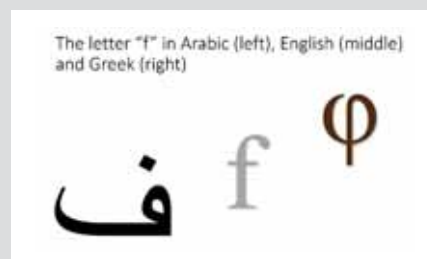 The letter "f" in Arabic (left), English (middle)
and Greek (right)
ف f φ